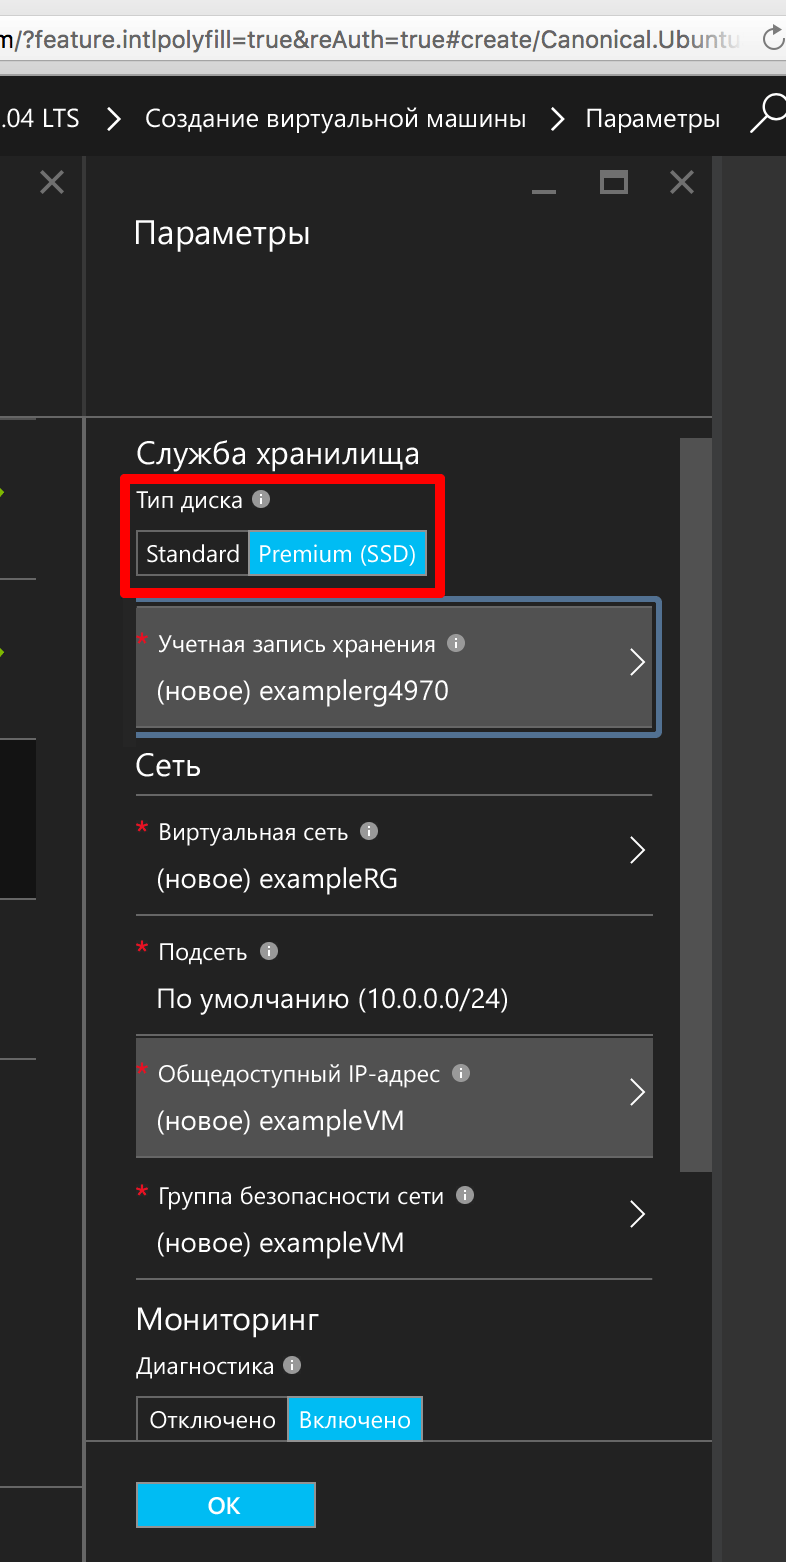 m/?feature.intlpolyfill=true&reAuth=true#create/Canonical.Ubuntu
.04 LTS > Создание виртуальной машины > Параметры
Параметры
Служба хранилища
Тип диска
Standard Premium (SSD)
* Учетная запись хранения
(новое) examplerg4970
Сеть
* Виртуальная сеть
(новое) exampleRG
* Подсеть
По умолчанию (10.0.0.0/24)
* Общедоступный IP-адрес
(новое) exampleVM
* Группа безопасности сети
(новое) exampleVM
Мониторинг
Диагностика
Отключено Включено
ОК